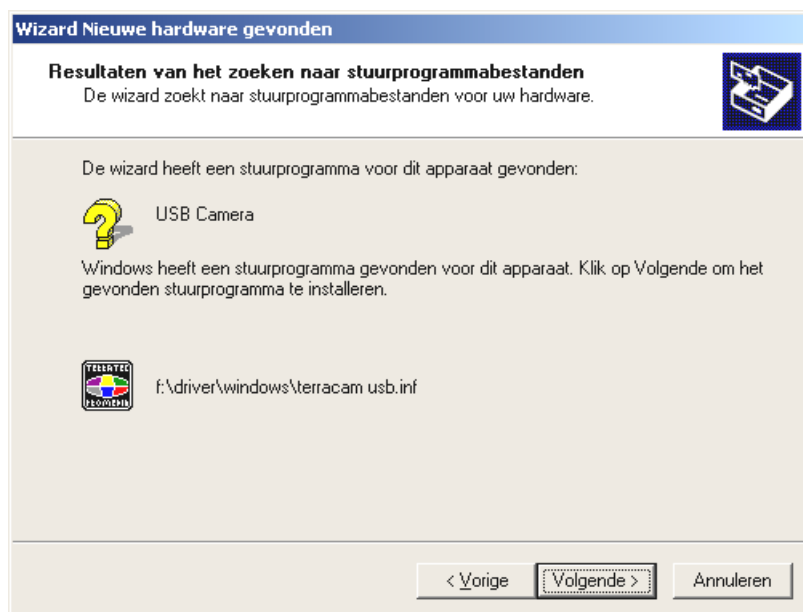 Wizard Nieuwe hardware gevonden
Resultaten van het zoeken naar stuurprogrammabestanden
De wizard zoekt naar stuurprogrammabestanden voor uw hardware.
De wizard heeft een stuurprogramma voor dit apparaat gevonden:
USB Camera
Windows heeft een stuurprogramma gevonden voor dit apparaat. Klik op Volgende om het
gevonden stuurprogramma te installeren.
TERRATEC
PROMEDIA
f:\driver\windows\terracam usb.inf
< Vorige
Volgende >
Annuleren